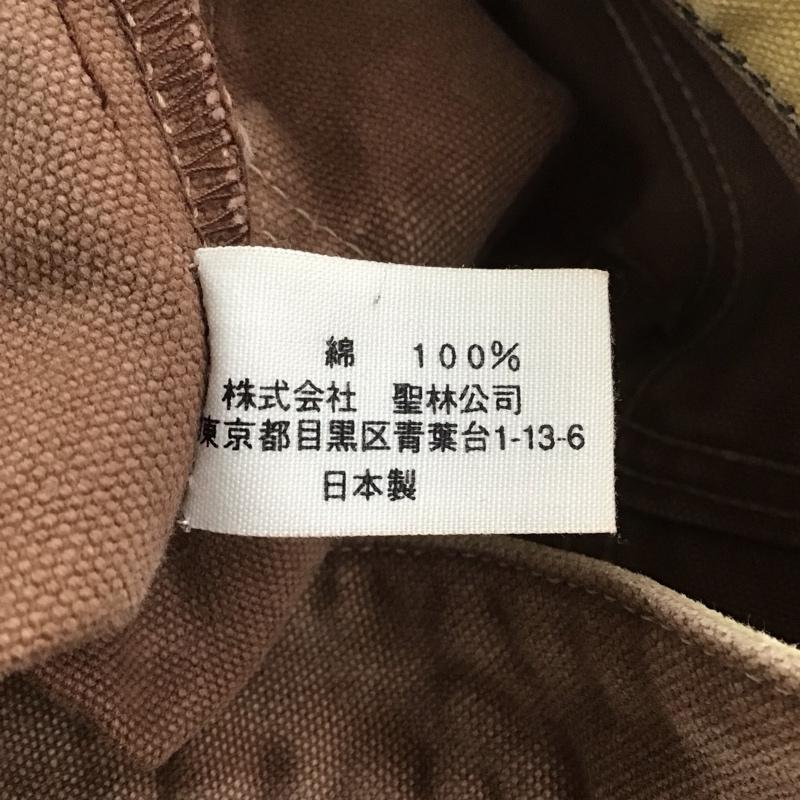 綿　100%
株式会社　聖林公司
東京都目黒区青葉台1-13-6
日本製